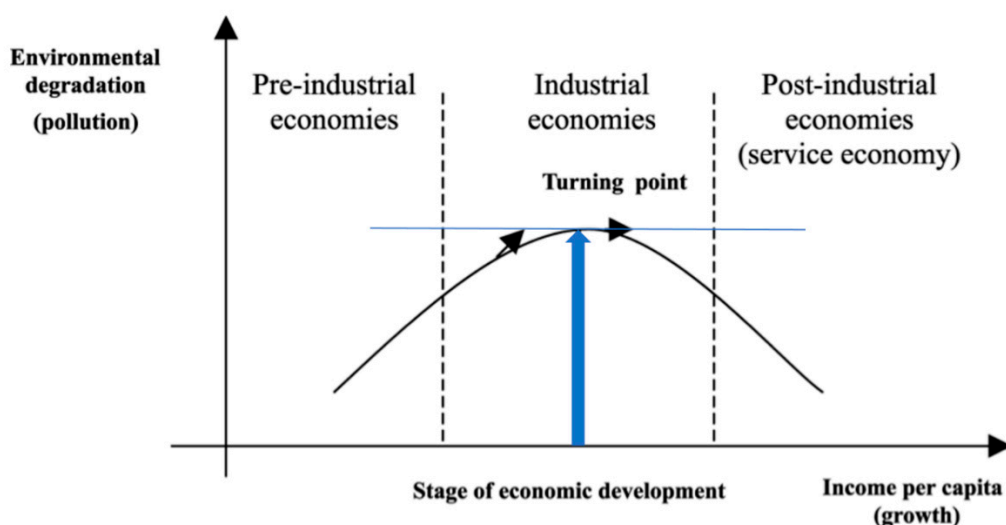 Environmental
degradation
(pollution)
Pre-industrial
economies
Industrial
economies
Post-industrial
economies
(service economy)
Turning point
Stage of economic development
Income per capita
(growth)